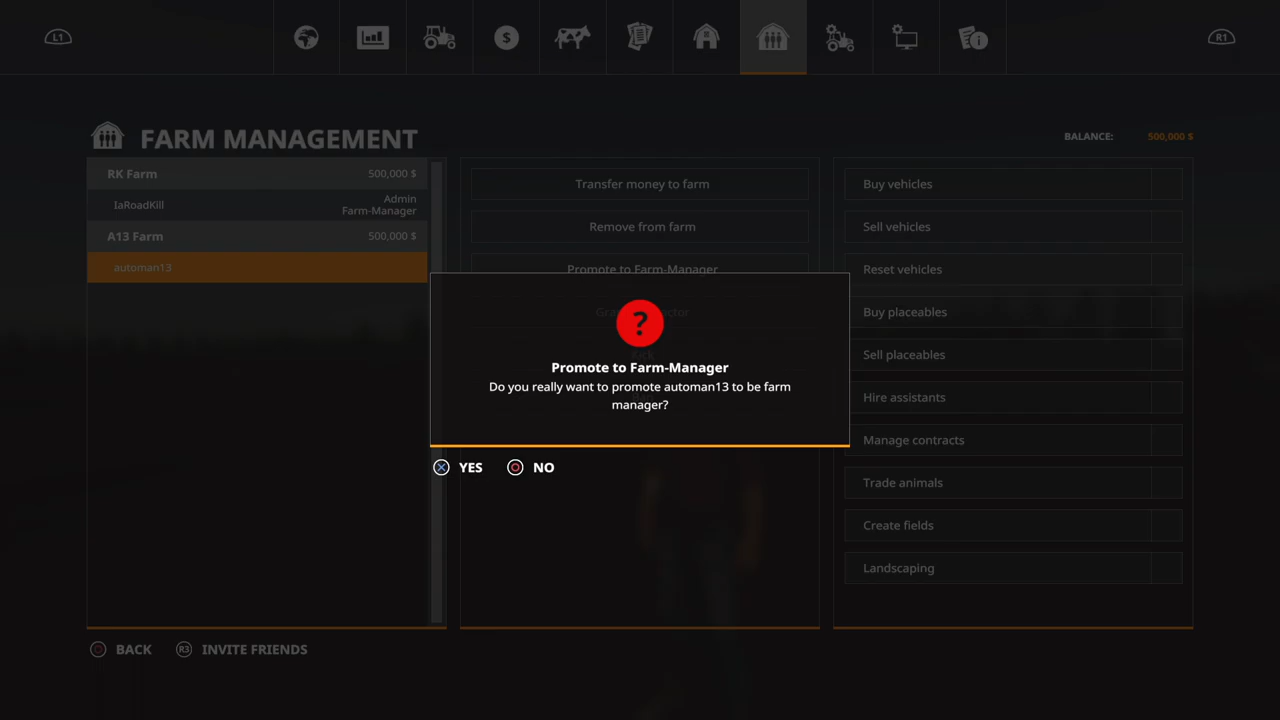 L1
$
R1
FARM MANAGEMENT
BALANCE: 500,000 $
RK Farm 500,000 $
IaRoadKill Admin
Farm-Manager
A13 Farm 500,000 $
automan13
Transfer money to farm
Remove from farm
Promote to Farm-Manager
Kick
?
Promote to Farm-Manager
Do you really want to promote automan13 to be farm
manager?
YES NO
Buy vehicles
Sell vehicles
Reset vehicles
Buy placeables
Sell placeables
Hire assistants
Manage contracts
Trade animals
Create fields
Landscaping
BACK R3 INVITE FRIENDS